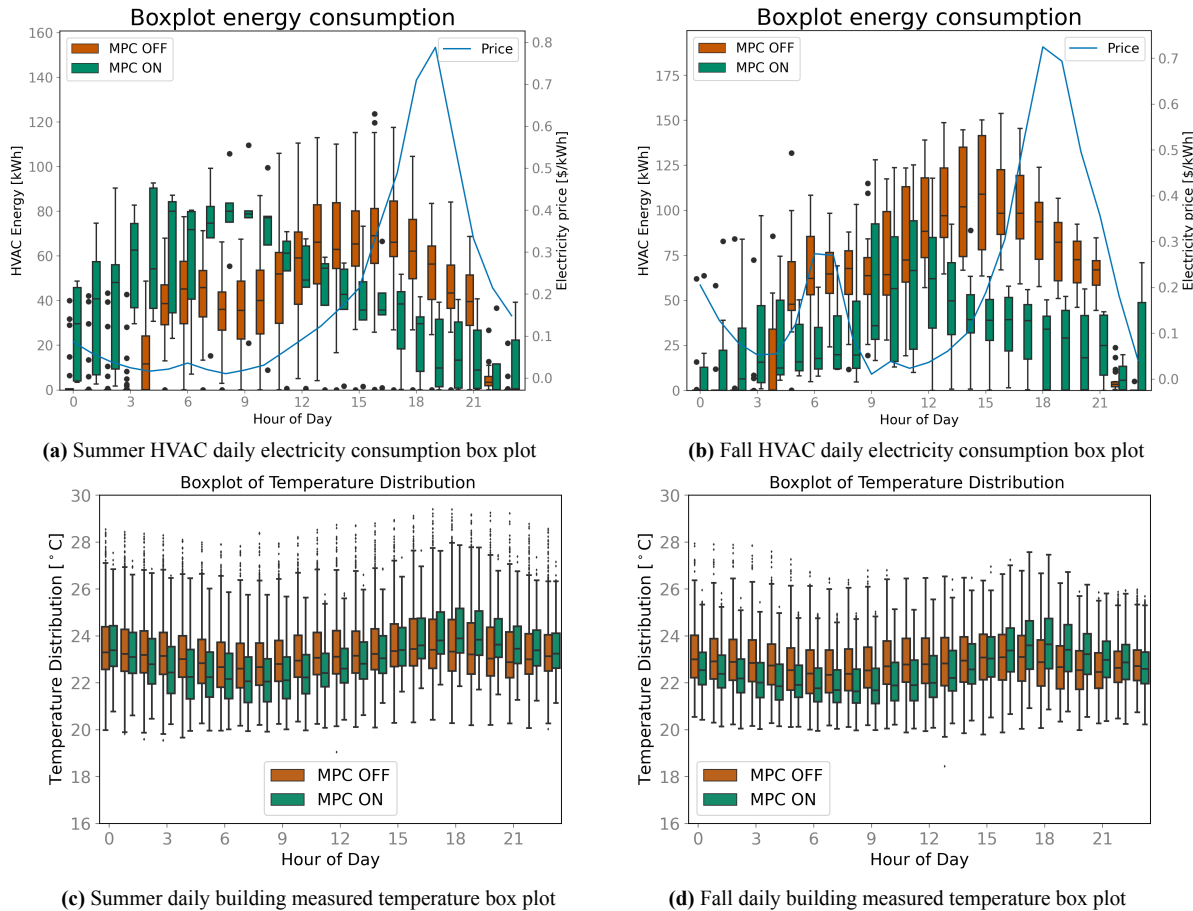 Boxplot energy consumption
MPC OFF
MPC ON
Price
160
140
120
100
80
60
40
20
0
0.8
0.7
0.6
0.5
0.4
0.3
0.2
0.1
0.0
HVAC Energy [kWh]
Electricity price [$/kWh]
0 3 6 9 12 15 18 21
Hour of Day
(a) Summer HVAC daily electricity consumption box plot
Boxplot energy consumption
MPC OFF
MPC ON
Price
175
150
125
100
75
50
25
0
0.7
0.6
0.5
0.4
0.3
0.2
0.1
0.0
HVAC Energy [kWh]
Electricity price [$/kWh]
0 3 6 9 12 15 18 21
Hour of Day
(b) Fall HVAC daily electricity consumption box plot
Boxplot of Temperature Distribution
30
28
26
24
22
20
18
16
Temperature Distribution [ ° C]
MPC OFF
MPC ON
0 3 6 9 12 15 18 21
Hour of Day
(c) Summer daily building measured temperature box plot
Boxplot of Temperature Distribution
30
28
26
24
22
20
18
16
Temperature Distribution [ ° C]
MPC OFF
MPC ON
0 3 6 9 12 15 18 21
Hour of Day
(d) Fall daily building measured temperature box plot